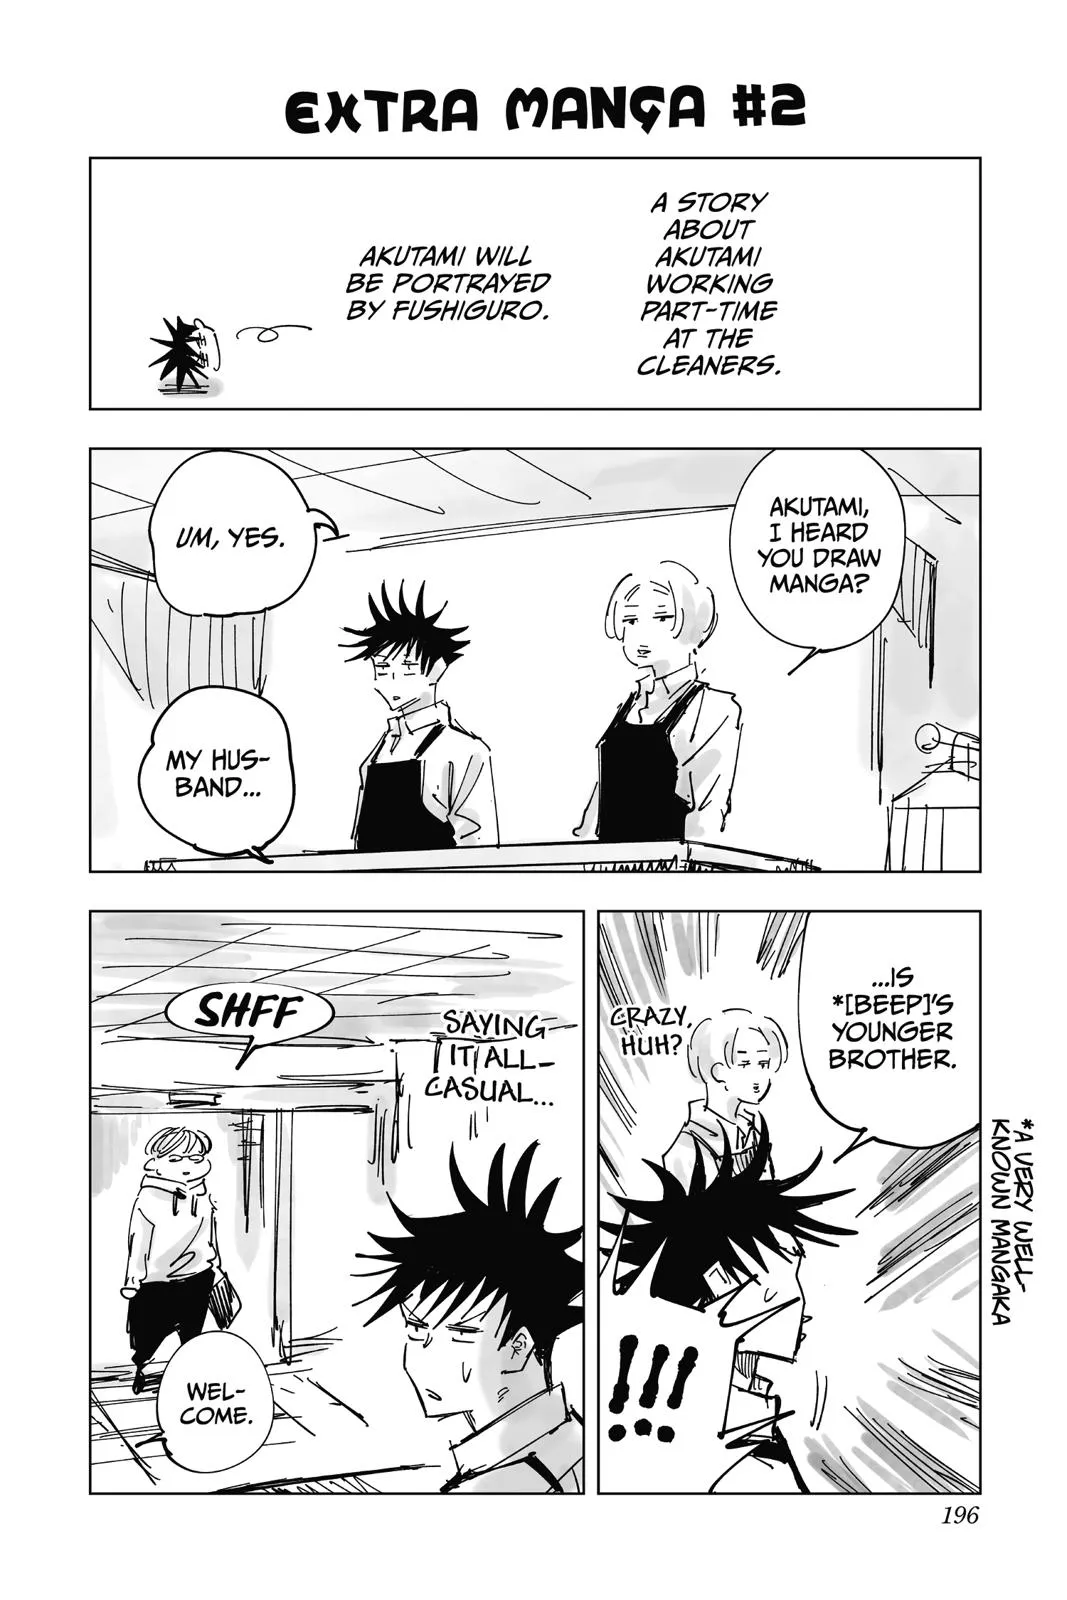 EXTRA MANGA #2
A STORY
ABOUT
AKUTAMI
WORKING
PART-TIME
AT THE
CLEANERS.
AKUTAMI WILL
BE PORTRAYED
BY FUSHIGURO.
AKUTAMI,
I HEARD
YOU DRAW
MANGA?
UM, YES.
MY HUS-
BAND...
...IS
*[BEEP]'S
YOUNGER
BROTHER.
CRAZY,
HUH?
!!!
*A VERY WELL-
KNOWN MANGAKA
SAYING
IT ALL
CASUAL...
SHFF
WEL-
COME.
196